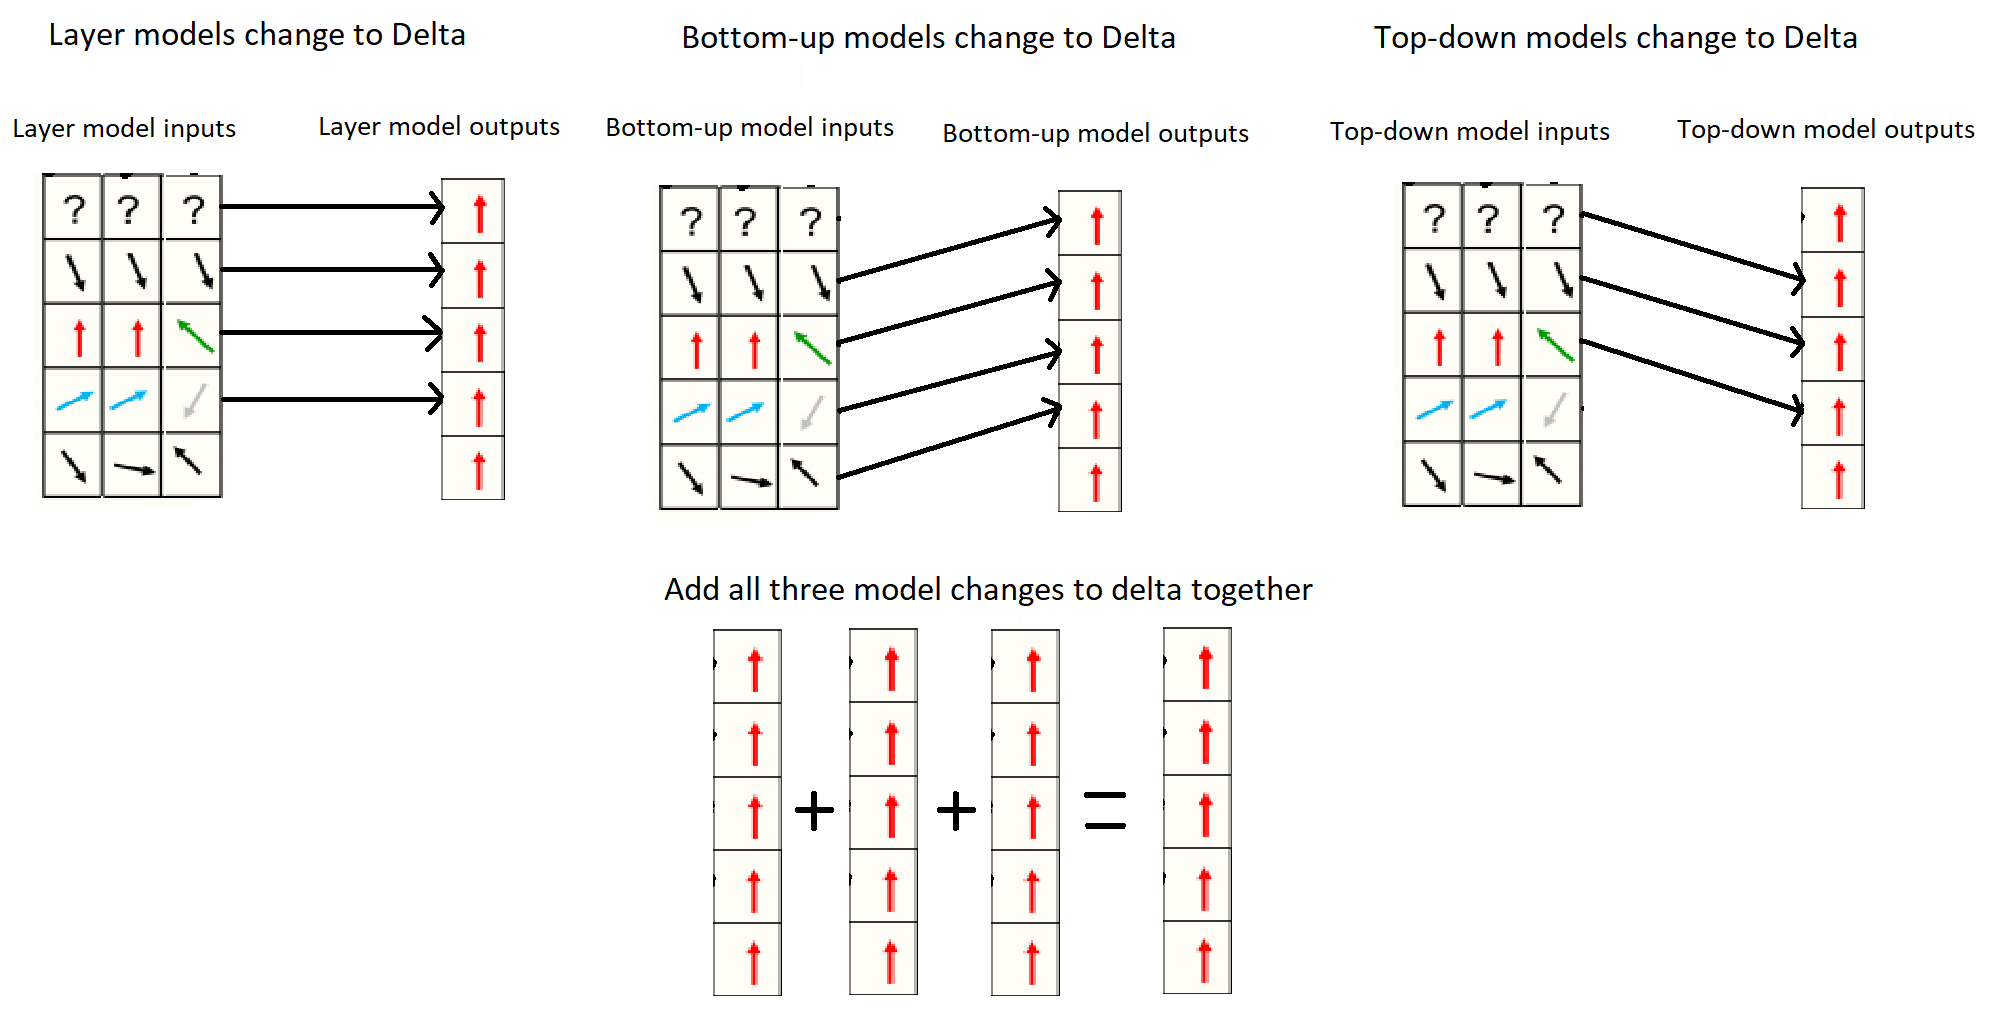 Layer models change to Delta
Bottom-up models change to Delta
Top-down models change to Delta
Layer model inputs
Layer model outputs
Bottom-up model inputs
Bottom-up model outputs
Top-down model inputs
Top-down model outputs
? ? ?
? ? ?
? ? ?
Add all three model changes to delta together
+ + =